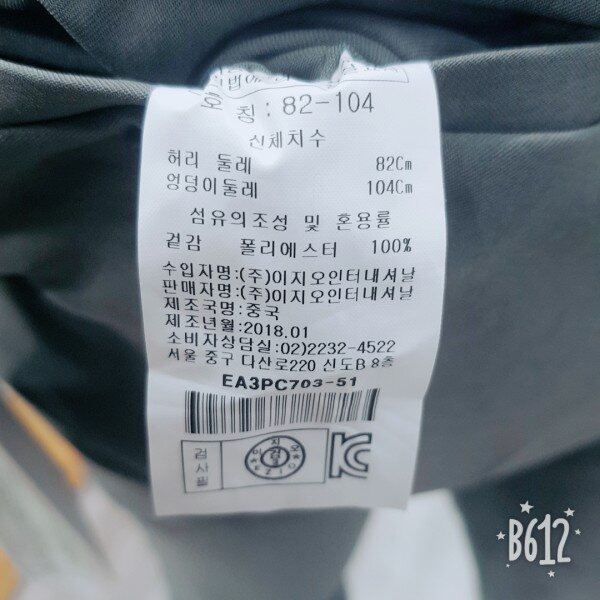 호 칭 : 82-104
신체치수
허리 둘레 82Cm
엉덩이둘레 104Cm
섬유의조성 및 혼용률
겉감 폴리에스터 100%
수입자명:(주)이지오인터내셔날
판매자명:(주)이지오인터내셔날
제조국명:중국
제조년월:2018.01
소비자상담실:02)2232-4522
서울 중구 다산로220 신도B 8층
EA3PC703-51
검사필
B612